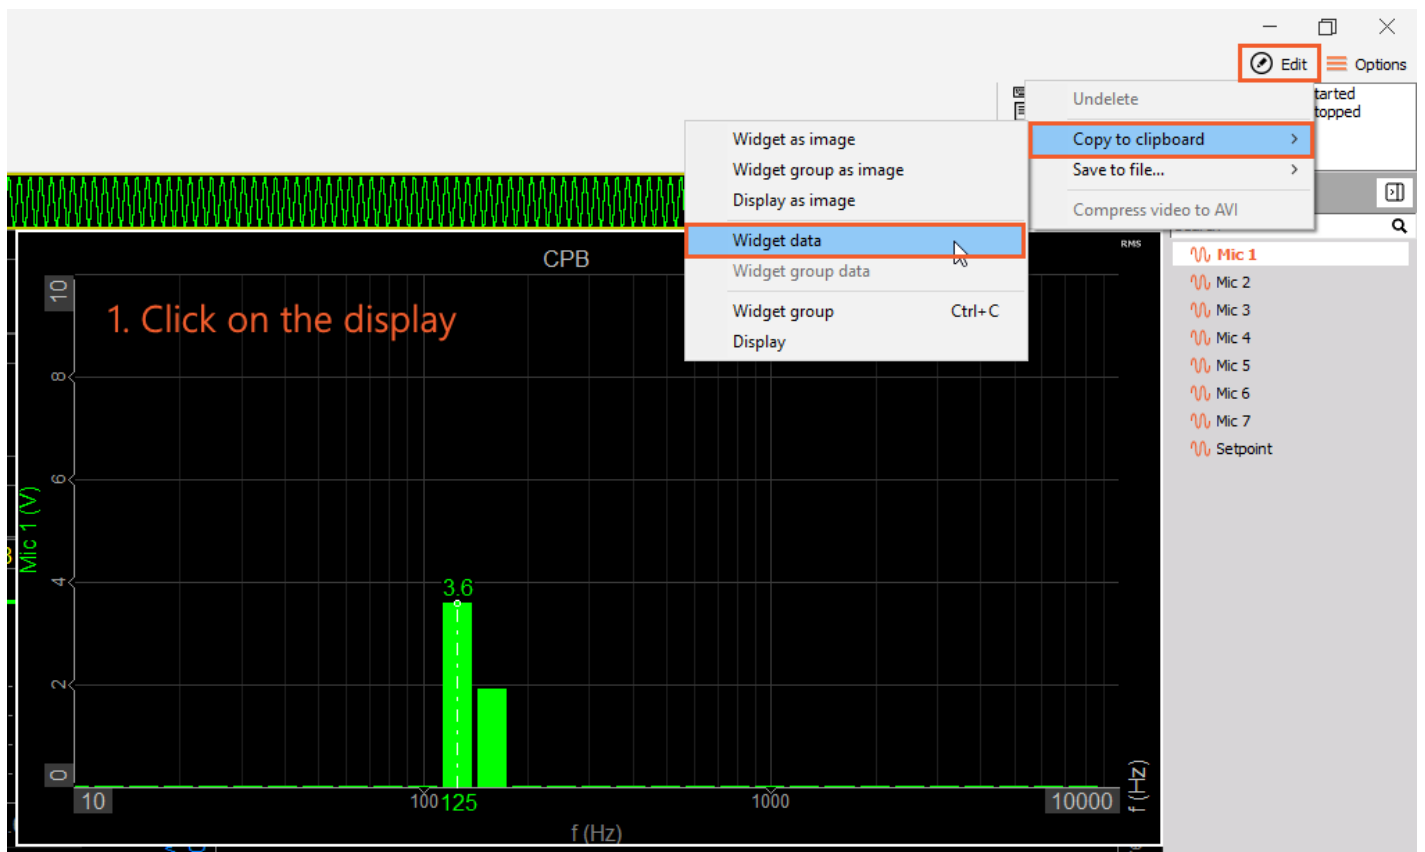 Edit
Options
Undelete
tarted
topped
Copy to clipboard
Save to file...
Compress video to AVI
Widget as image
Widget group as image
Display as image
Widget data
Widget group data
Widget group Ctrl+C
Display
RMS
Mic 1
Mic 2
Mic 3
Mic 4
Mic 5
Mic 6
Mic 7
Setpoint
CPB
1. Click on the display
10
8
6
4
2
0
Mic 1 (V)
3.6
10
100
125
1000
10000
f (Hz)
f (Hz)